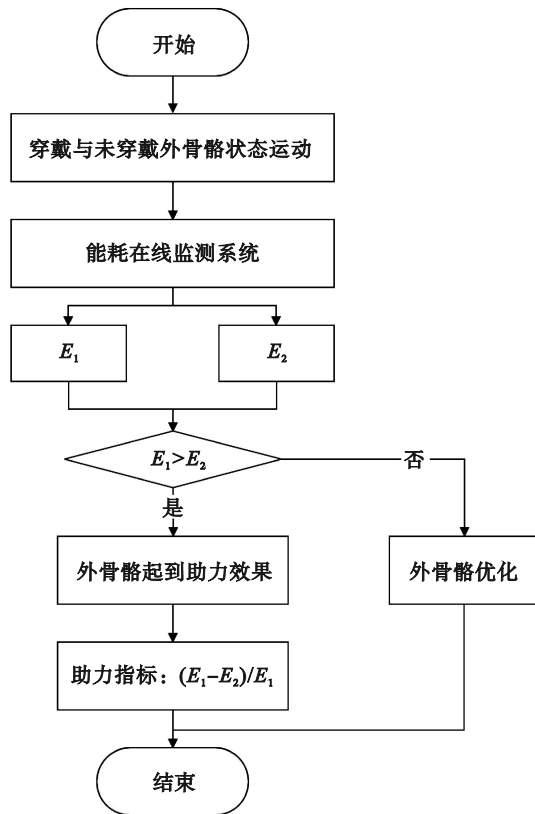 开始
穿戴与未穿戴外骨骼状态运动
能耗在线监测系统
E₁
E₂
E₁>E₂
否
是
外骨骼起到助力效果
外骨骼优化
助力指标：(E₁−E₂)/E₁
结束